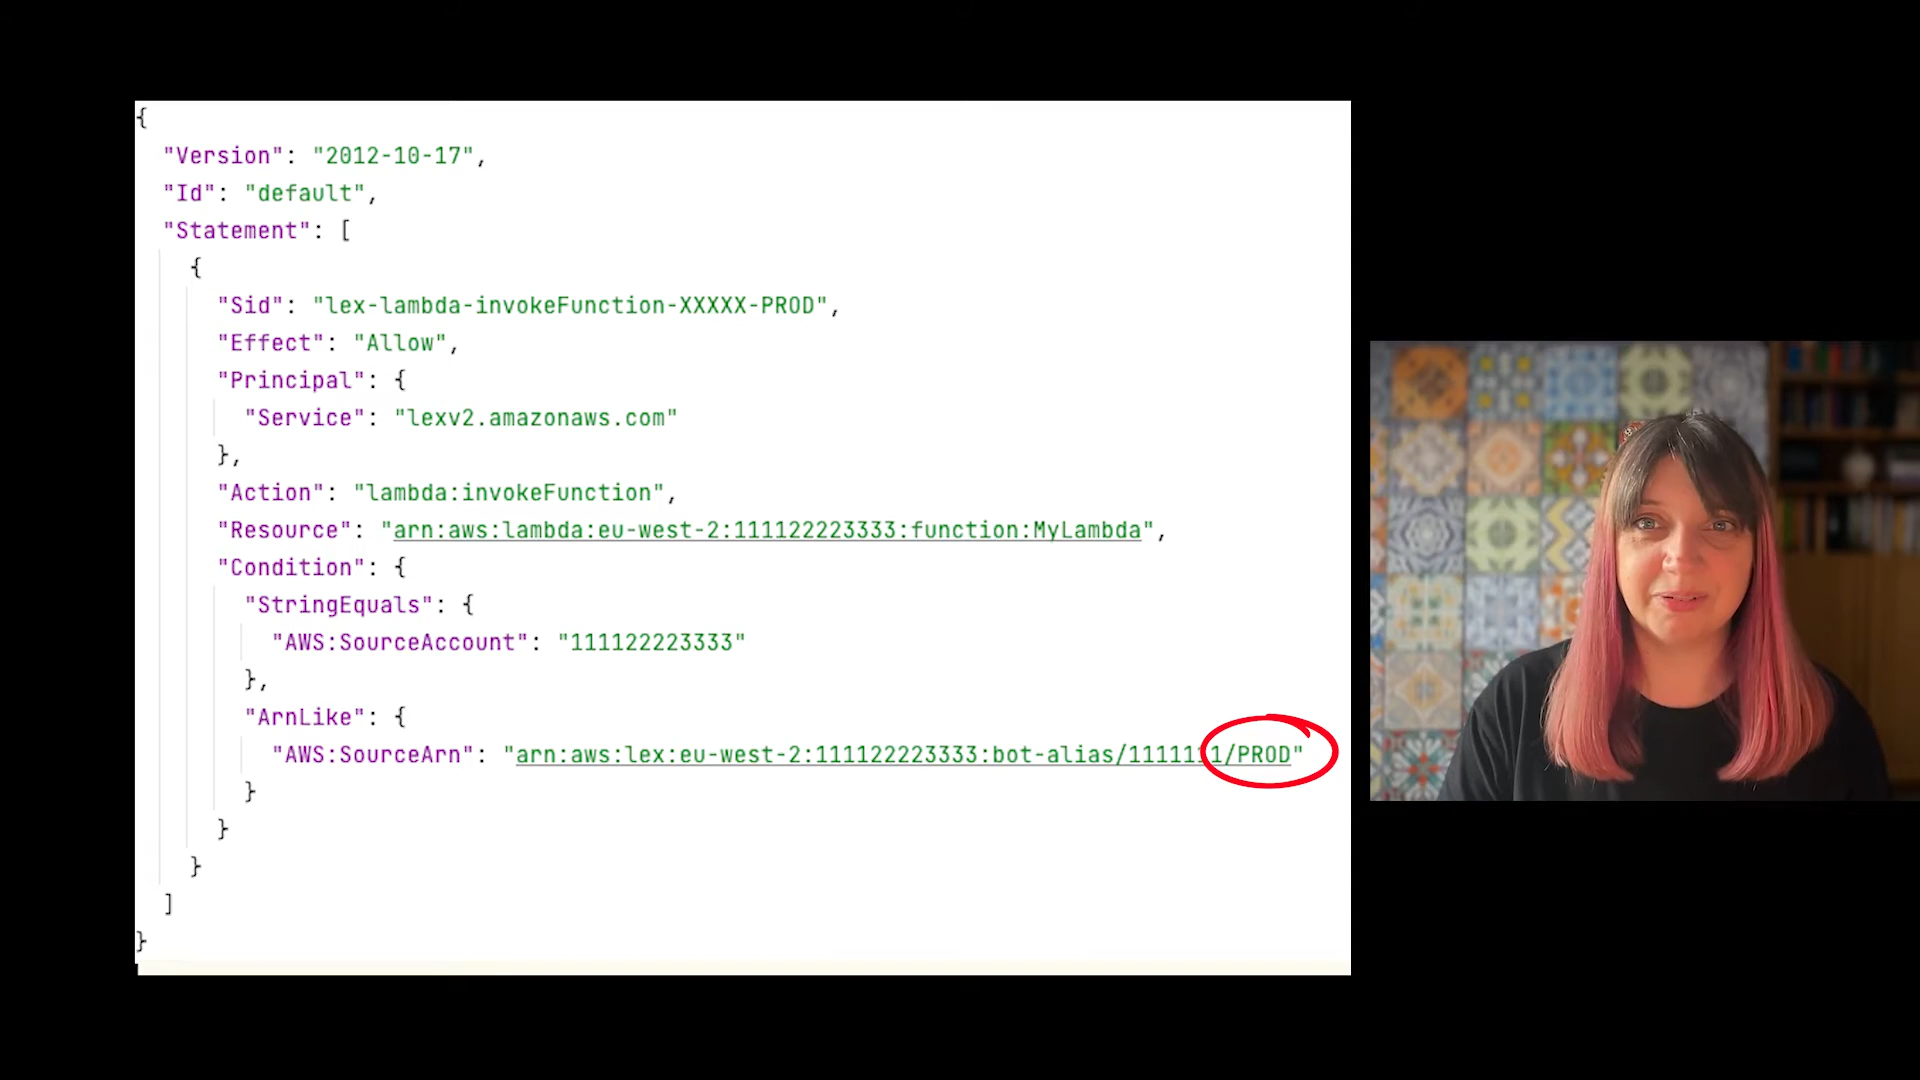 {
"Version": "2012-10-17",
"Id": "default",
"Statement": [
{
"Sid": "lex-lambda-invokeFunction-XXXXX-PROD",
"Effect": "Allow",
"Principal": {
"Service": "lexv2.amazonaws.com"
},
"Action": "lambda:invokeFunction",
"Resource": "arn:aws:lambda:eu-west-2:111122223333:function:MyLambda",
"Condition": {
"StringEquals": {
"AWS:SourceAccount": "111122223333"
},
"ArnLike": {
"AWS:SourceArn": "arn:aws:lex:eu-west-2:111122223333:bot-alias/1111111/PROD"
}
}
}
]
}